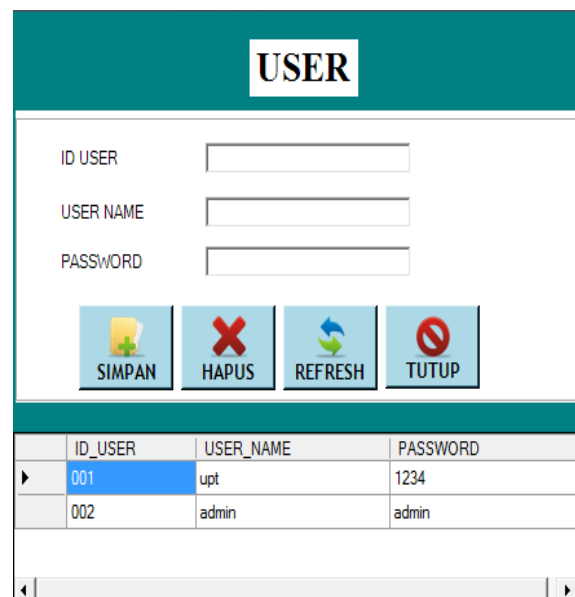 USER
ID USER
USER NAME
PASSWORD
SIMPAN HAPUS REFRESH TUTUP
ID_USER USER_NAME PASSWORD
001 upt 1234
002 admin admin